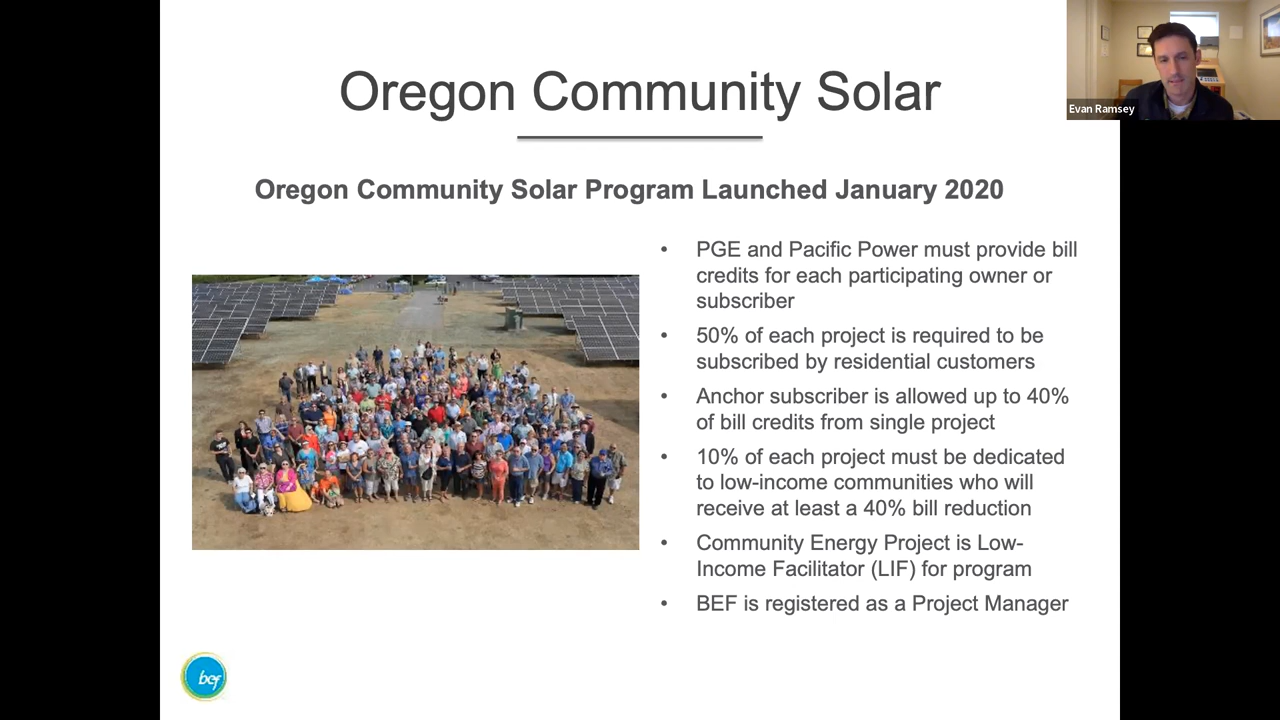 Oregon Community Solar
Evan Ramsey
Oregon Community Solar Program Launched January 2020
• PGE and Pacific Power must provide bill
credits for each participating owner or
subscriber
• 50% of each project is required to be
subscribed by residential customers
• Anchor subscriber is allowed up to 40%
of bill credits from single project
• 10% of each project must be dedicated
to low-income communities who will
receive at least a 40% bill reduction
• Community Energy Project is Low-
Income Facilitator (LIF) for program
• BEF is registered as a Project Manager
bef